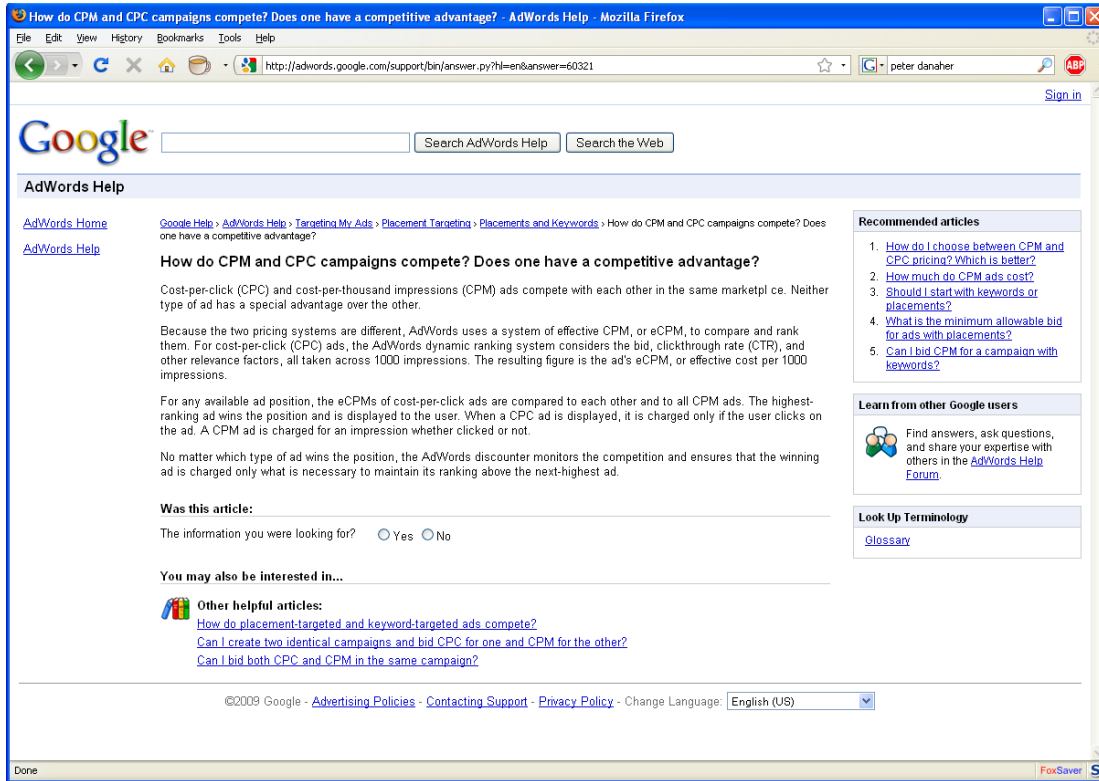 How do CPM and CPC campaigns compete? Does one have a competitive advantage? - AdWords Help - Mozilla Firefox
File Edit View History Bookmarks Tools Help
http://adwords.google.com/support/bin/answer.py?hl=en&answer=60321
G peter danaher
ABP
Sign in
Google
Search AdWords Help
Search the Web
AdWords Help
AdWords Home
AdWords Help
Google Help › AdWords Help › Targeting My Ads › Placement Targeting › Placements and Keywords › How do CPM and CPC campaigns compete? Does
one have a competitive advantage?
How do CPM and CPC campaigns compete? Does one have a competitive advantage?
Cost-per-click (CPC) and cost-per-thousand impressions (CPM) ads compete with each other in the same marketpl ce. Neither
type of ad has a special advantage over the other.
Because the two pricing systems are different, AdWords uses a system of effective CPM, or eCPM, to compare and rank
them. For cost-per-click (CPC) ads, the AdWords dynamic ranking system considers the bid, clickthrough rate (CTR), and
other relevance factors, all taken across 1000 impressions. The resulting figure is the ad's eCPM, or effective cost per 1000
impressions.
For any available ad position, the eCPMs of cost-per-click ads are compared to each other and to all CPM ads. The highest-
ranking ad wins the position and is displayed to the user. When a CPC ad is displayed, it is charged only if the user clicks on
the ad. A CPM ad is charged for an impression whether clicked or not.
No matter which type of ad wins the position, the AdWords discounter monitors the competition and ensures that the winning
ad is charged only what is necessary to maintain its ranking above the next-highest ad.
Was this article:
The information you were looking for? Yes No
You may also be interested in...
Other helpful articles:
How do placement-targeted and keyword-targeted ads compete?
Can I create two identical campaigns and bid CPC for one and CPM for the other?
Can I bid both CPC and CPM in the same campaign?
Recommended articles
1. How do I choose between CPM and
CPC pricing? Which is better?
2. How much do CPM ads cost?
3. Should I start with keywords or
placements?
4. What is the minimum allowable bid
for ads with placements?
5. Can I bid CPM for a campaign with
keywords?
Learn from other Google users
Find answers, ask questions,
and share your expertise with
others in the AdWords Help
Forum.
Look Up Terminology
Glossary
©2009 Google - Advertising Policies - Contacting Support - Privacy Policy - Change Language: English (US)
Done
FoxSaver S